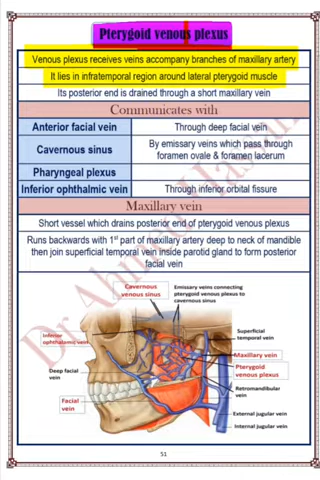 Pterygoid venous plexus
Venous plexus receives veins accompany branches of maxillary artery
It lies in infratemporal region around lateral pterygoid muscle
Its posterior end is drained through a short maxillary vein
Communicates with
Anterior facial vein
Through deep facial vein
Cavernous sinus
By emissary veins which pass through
foramen ovale & foramen lacerum
Pharyngeal plexus
Inferior ophthalmic vein
Through inferior orbital fissure
Maxillary vein
Short vessel which drains posterior end of pterygoid venous plexus
Runs backwards with 1st part of maxillary artery deep to neck of mandible
then join superficial temporal vein inside parotid gland to form posterior
facial vein
Cavernous
venous sinus
Emissary veins connecting
pterygoid venous plexus to
cavernous sinus
Inferior
ophthalmic vein
Superficial
temporal vein
Maxillary vein
Deep facial
vein
Pterygoid
venous plexus
Retromandibular
vein
Facial
vein
External jugular vein
Internal jugular vein
51
Dr Ahmed Hassan